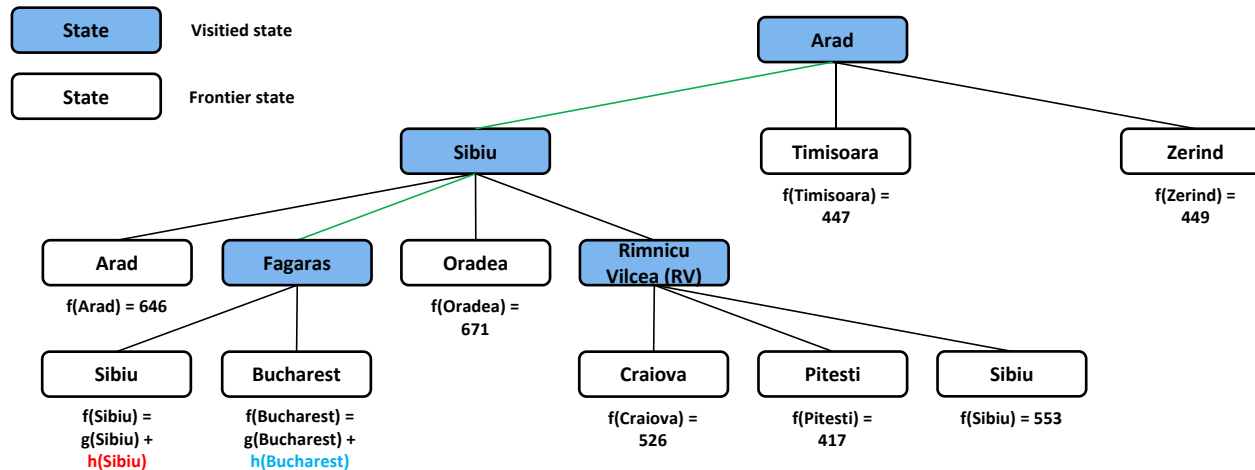 State
Visitied state
Arad
State
Frontier state
Sibiu
Timisoara
Zerind
f(Timisoara) =
447
f(Zerind) =
449
Arad
Fagaras
Oradea
Rimnicu
Vilcea (RV)
f(Arad) = 646
f(Oradea) =
671
Sibiu
Bucharest
Craiova
Pitesti
Sibiu
f(Sibiu) =
g(Sibiu) +
h(Sibiu)
f(Bucharest) =
g(Bucharest) +
h(Bucharest)
f(Craiova) =
526
f(Pitesti) =
417
f(Sibiu) = 553